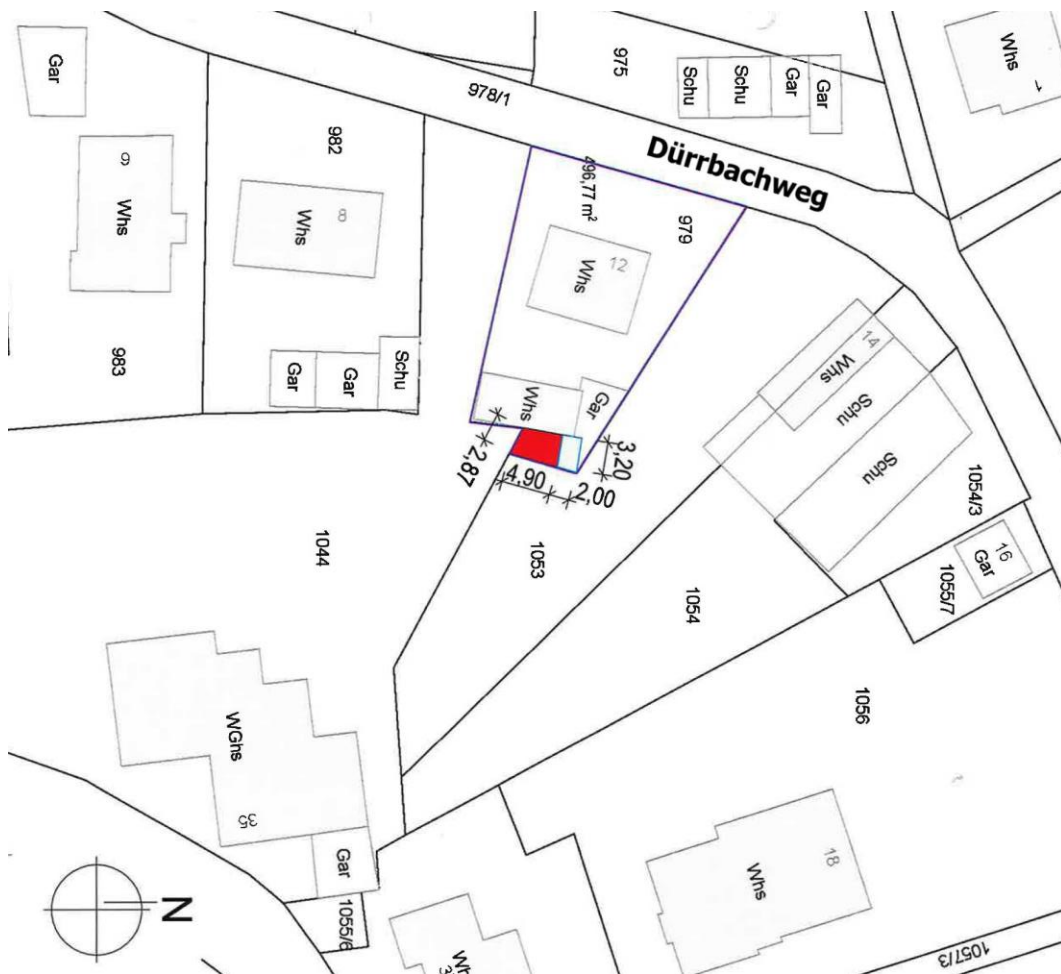 Gar
9
Whs
983
982
8
Whs
Gar
Gar
Schu
978/1
975
Schu
Schu
Gar
Gar
Whs
1
Dürrbachweg
496,77 m²
979
12
Whs
Whs
Gar
2,87
4,90
2,00
3,20
14
Whs
Schu
Schu
1054/3
16
Gar
1055/7
1044
1053
1054
1056
WGhs
35
Gar
1055/6
18
Whs
1057/3
N